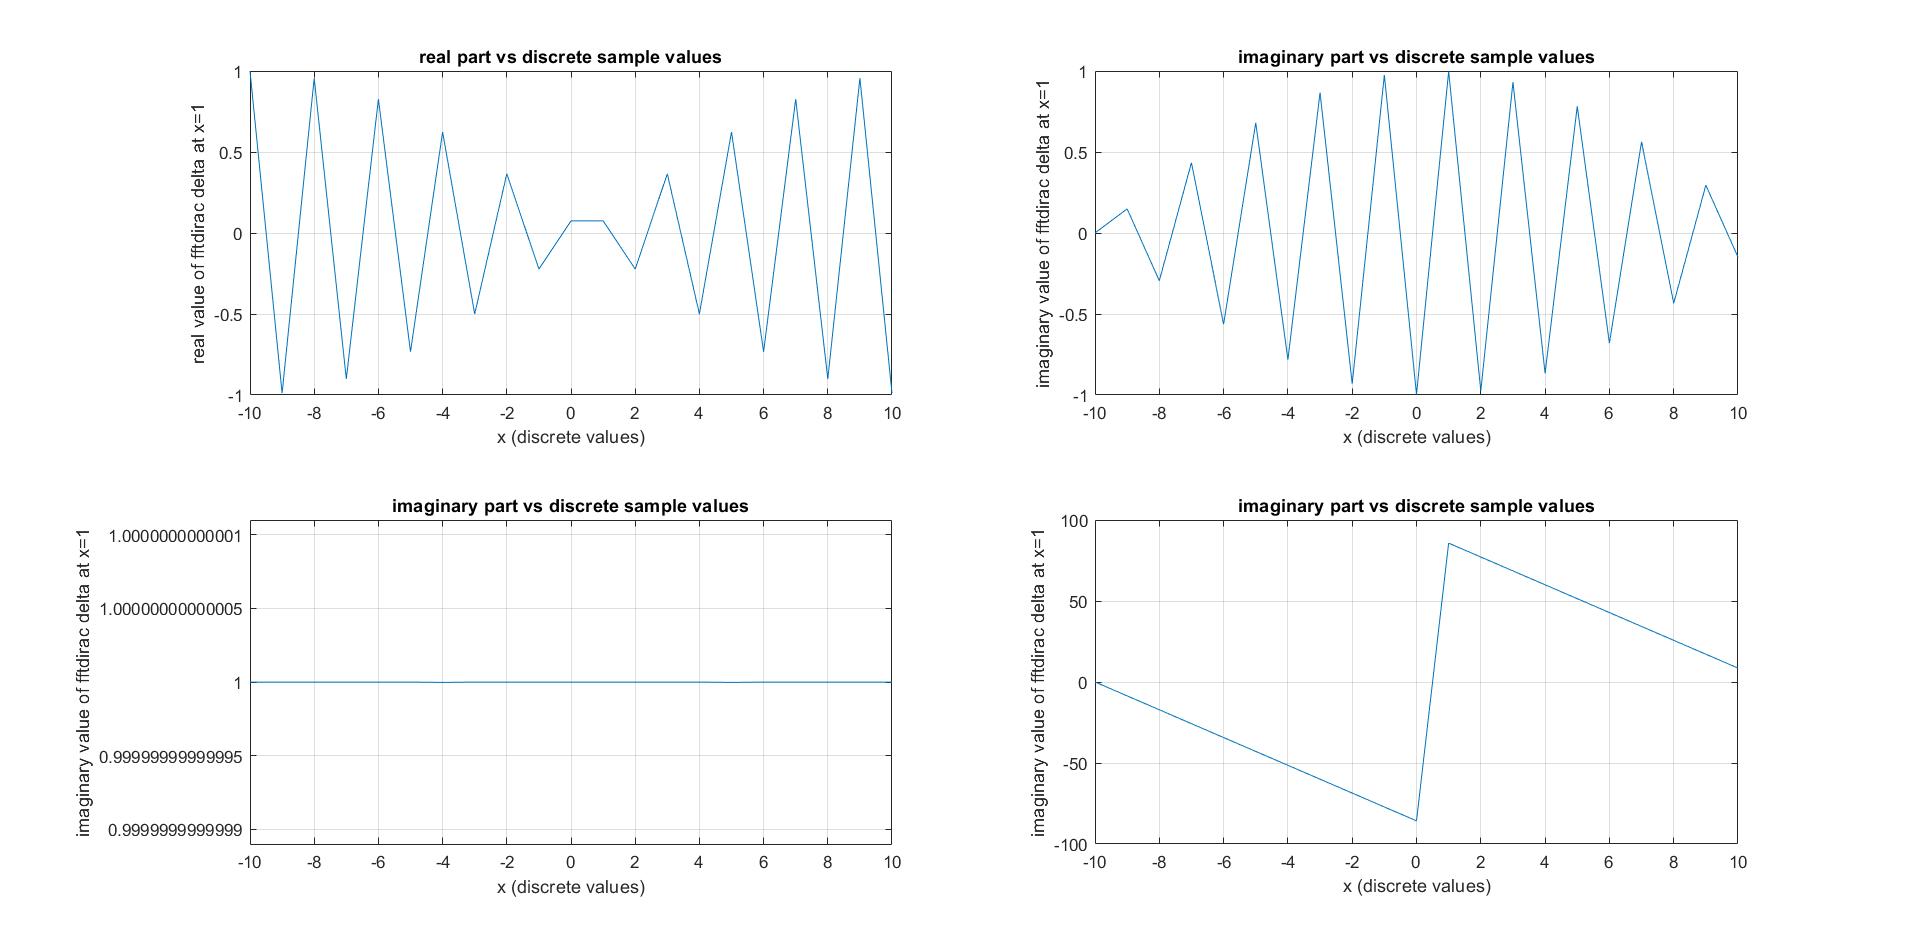 real part vs discrete sample values
real value of fftdirac delta at x=1
1
0.5
0
-0.5
-1
-10 -8 -6 -4 -2 0 2 4 6 8 10
x (discrete values)
imaginary part vs discrete sample values
imaginary value of fftdirac delta at x=1
1
0.5
0
-0.5
-1
-10 -8 -6 -4 -2 0 2 4 6 8 10
x (discrete values)
imaginary part vs discrete sample values
imaginary value of fftdirac delta at x=1
1.0000000000001
1.00000000000005
1
0.99999999999995
0.9999999999999
-10 -8 -6 -4 -2 0 2 4 6 8 10
x (discrete values)
imaginary part vs discrete sample values
imaginary value of fftdirac delta at x=1
100
50
0
-50
-100
-10 -8 -6 -4 -2 0 2 4 6 8 10
x (discrete values)